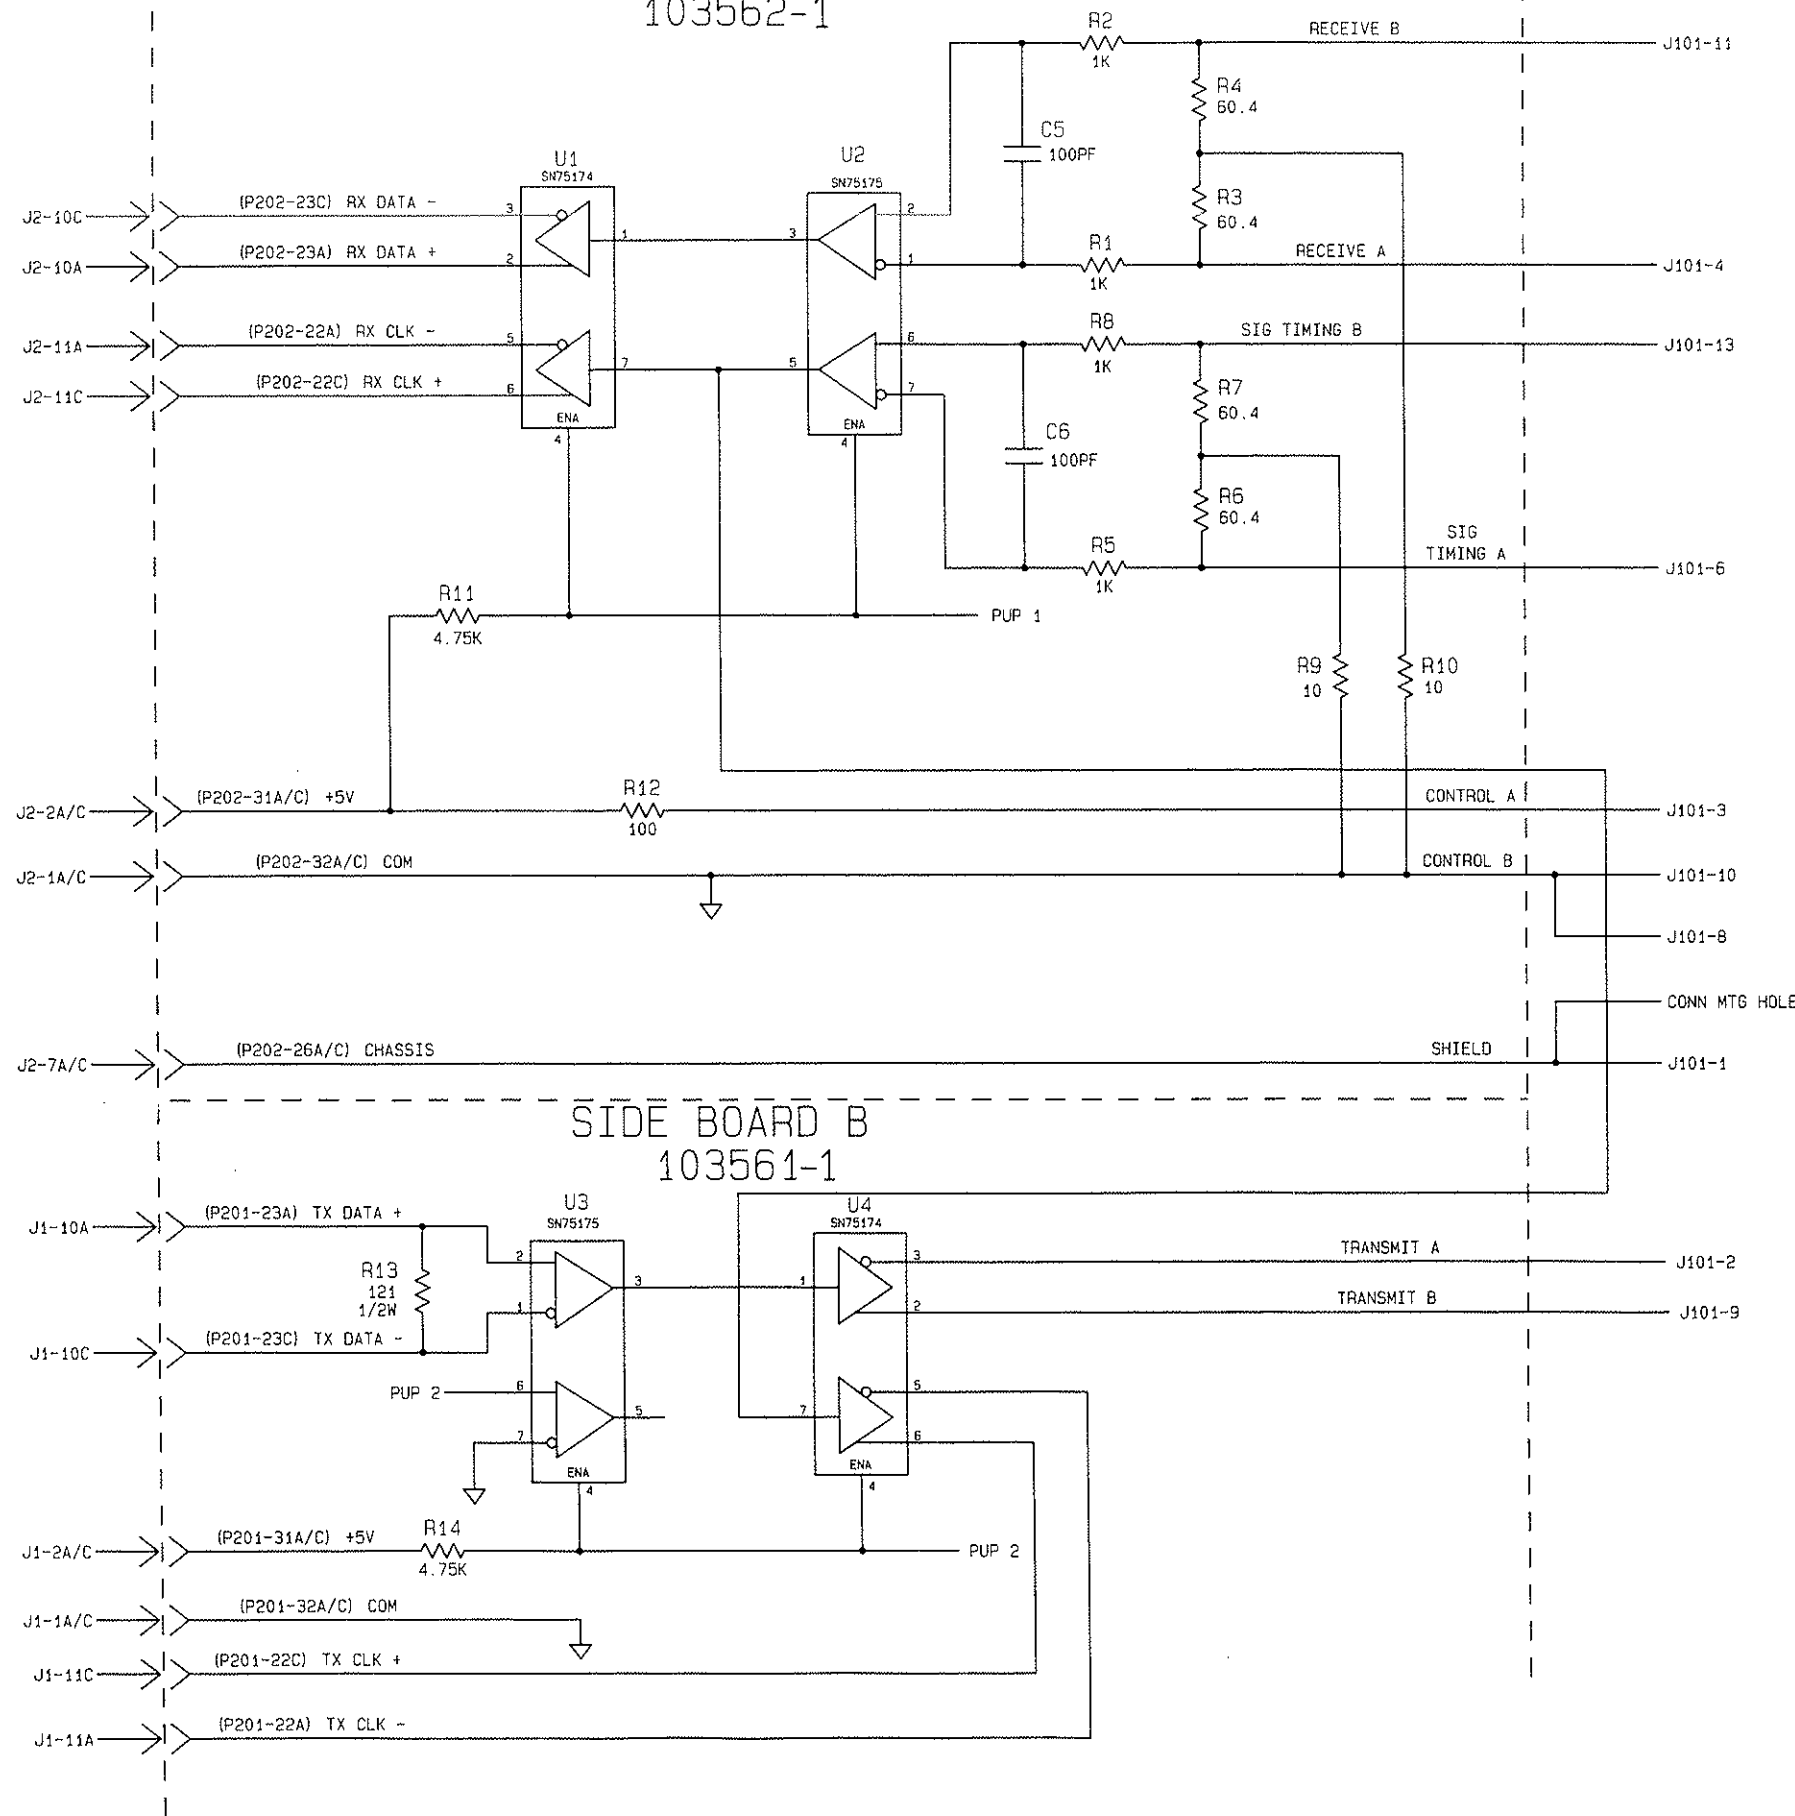 103562-1
R2
1K
RECEIVE B
J101-11
R4
60.4
C5
100PF
U1
SN75174
U2
SN75175
J2-10C
(P202-23C) RX DATA -
3
2
R3
60.4
1
3
J2-10A
(P202-23A) RX DATA +
2
1
R1
1K
RECEIVE A
J101-4
J2-11A
(P202-22A) RX CLK -
5
6
R8
1K
SIG TIMING B
J101-13
7
5
J2-11C
(P202-22C) RX CLK +
6
7
R7
60.4
ENA
4
ENA
4
C6
100PF
R6
60.4
SIG
TIMING A
R5
1K
J101-6
R11
4.75K
PUP 1
R9
10
R10
10
J2-2A/C
(P202-31A/C) +5V
R12
100
CONTROL A
J101-3
J2-1A/C
(P202-32A/C) COM
CONTROL B
J101-10
J101-8
CONN MTG HOLE
J2-7A/C
(P202-26A/C) CHASSIS
SHIELD
J101-1
SIDE BOARD B
103561-1
U3
SN75175
U4
SN75174
J1-10A
(P201-23A) TX DATA +
2
3
TRANSMIT A
J101-2
R13
121
1/2W
3
1
1
2
TRANSMIT B
J101-9
J1-10C
(P201-23C) TX DATA -
PUP 2
6
5
5
7
7
6
ENA
4
ENA
4
J1-2A/C
(P201-31A/C) +5V
R14
4.75K
PUP 2
J1-1A/C
(P201-32A/C) COM
J1-11C
(P201-22C) TX CLK +
J1-11A
(P201-22A) TX CLK -